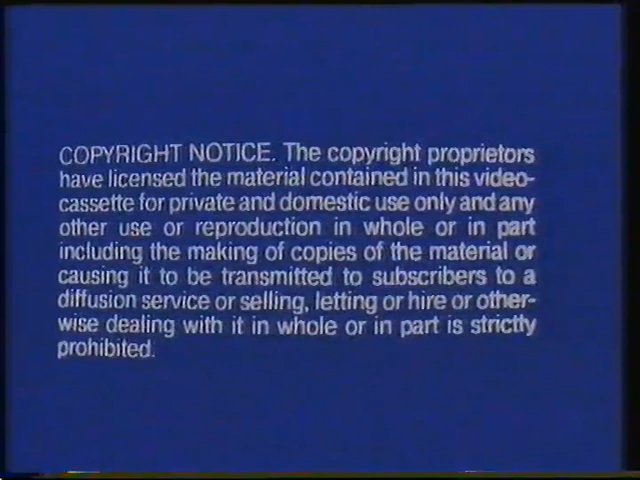 COPYRIGHT NOTICE. The copyright proprietors
have licensed the material contained in this video-
cassette for private and domestic use only and any
other use or reproduction in whole or in part
including the making of copies of the material or
causing it to be transmitted to subscribers to a
diffusion service or selling, letting or hire or other-
wise dealing with it in whole or in part is strictly
prohibited.